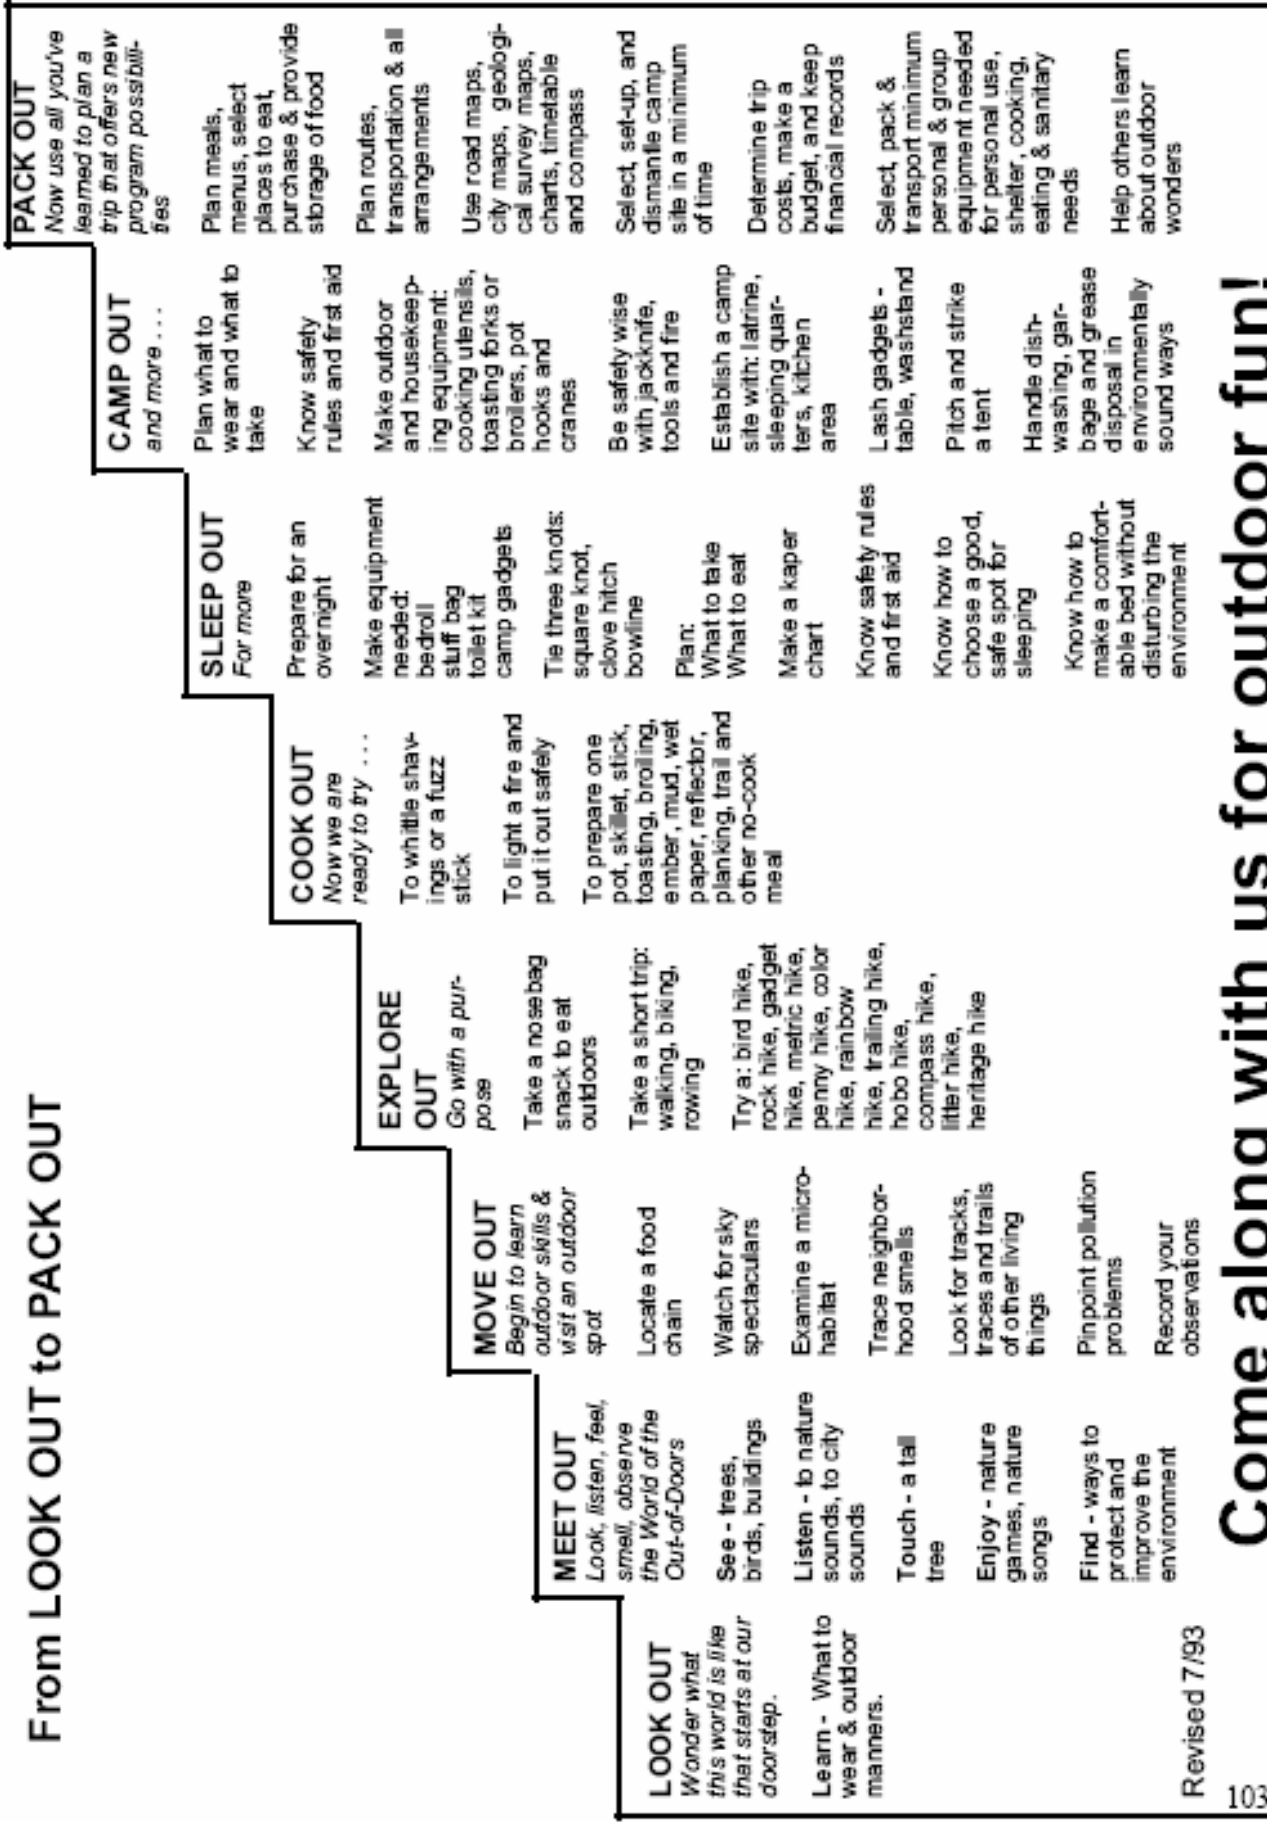 From LOOK OUT to PACK OUT
LOOK OUT
Wonder what
this world is like
that starts at our
doorstep.
Learn - What to
wear & outdoor
manners.
MEET OUT
Look, listen, feel,
smell, observe
the World of the
Out-of-Doors
See - trees,
birds, buildings
Listen - to nature
sounds, to city
sounds
Touch - a tall
tree
Enjoy - nature
games, nature
songs
Find - ways to
protect and
improve the
environment
MOVE OUT
Begin to learn
outdoor skills &
visit an outdoor
spot
Locate a food
chain
Watch for sky
spectaculars
Examine a micro-
habitat
Trace neighbor-
hood smells
Look for tracks,
traces and trails
of other living
things
Pinpoint pollution
problems
Record your
observations
EXPLORE
OUT
Go with a pur-
pose
Take a nosebag
snack to eat
outdoors
Take a short trip:
walking, biking,
rowing
Try a: bird hike,
rock hike, gadget
hike, metric hike,
penny hike, color
hike, rainbow
hike, trailing hike,
hobo hike,
compass hike,
litter hike,
heritage hike
COOK OUT
Now we are
ready to try . . .
To whittle shav-
ings or a fuzz
stick
To light a fire and
put it out safely
To prepare one
pot, skillet, stick,
toasting, broiling,
ember, mud, wet
paper, reflector,
planking, trail and
other no-cook
meal
SLEEP OUT
For more
Prepare for an
overnight
Make equipment
needed:
bedroll
stuff bag
toilet kit
camp gadgets
Tie three knots:
square knot,
clove hitch
bowline
Plan:
What to take
What to eat
Make a kaper
chart
Know safety rules
and first aid
Know how to
choose a good,
safe spot for
sleeping
Know how to
make a comfort-
able bed without
disturbing the
environment
CAMP OUT
and more . . .
Plan what to
wear and what to
take
Know safety
rules and first aid
Make outdoor
and housekeep-
ing equipment:
cooking utensils,
toasting forks or
broilers, pot
hooks and
cranes
Be safety wise
with jackknife,
tools and fire
Establish a camp
site with: latrine,
sleeping quar-
ters, kitchen
area
Lash gadgets -
table, washstand
Pitch and strike
a tent
Handle dish-
washing, gar-
bage and grease
disposal in
environmentally
sound ways
PACK OUT
Now use all you've
learned to plan a
trip that offers new
program possibili-
ties
Plan meals,
menus, select
places to eat,
purchase & provide
storage of food
Plan routes,
transportation & all
arrangements
Use road maps,
city maps, geologi-
cal survey maps,
charts, timetable
and compass
Select, set-up, and
dismantle camp
site in a minimum
of time
Determine trip
costs, make a
budget, and keep
financial records
Select, pack &
transport minimum
personal & group
equipment needed
for personal use,
shelter, cooking,
eating & sanitary
needs
Help others learn
about outdoor
wonders
Revised 7/93
Come along with us for outdoor fun!
103